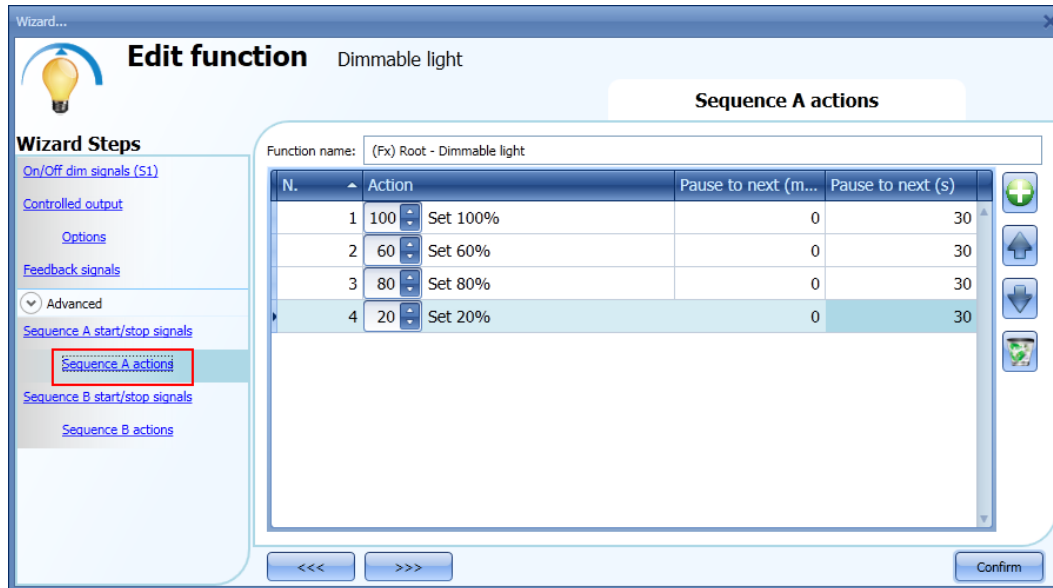 Wizard...
Edit function Dimmable light
Sequence A actions
Wizard Steps
On/Off dim signals (S1)
Controlled output
Options
Feedback signals
Advanced
Sequence A start/stop signals
Sequence A actions
Sequence B start/stop signals
Sequence B actions
Function name: (Fx) Root - Dimmable light
N. Action Pause to next (m... Pause to next (s)
1 100 Set 100% 0 30
2 60 Set 60% 0 30
3 80 Set 80% 0 30
4 20 Set 20% 0 30
<<< >>> Confirm